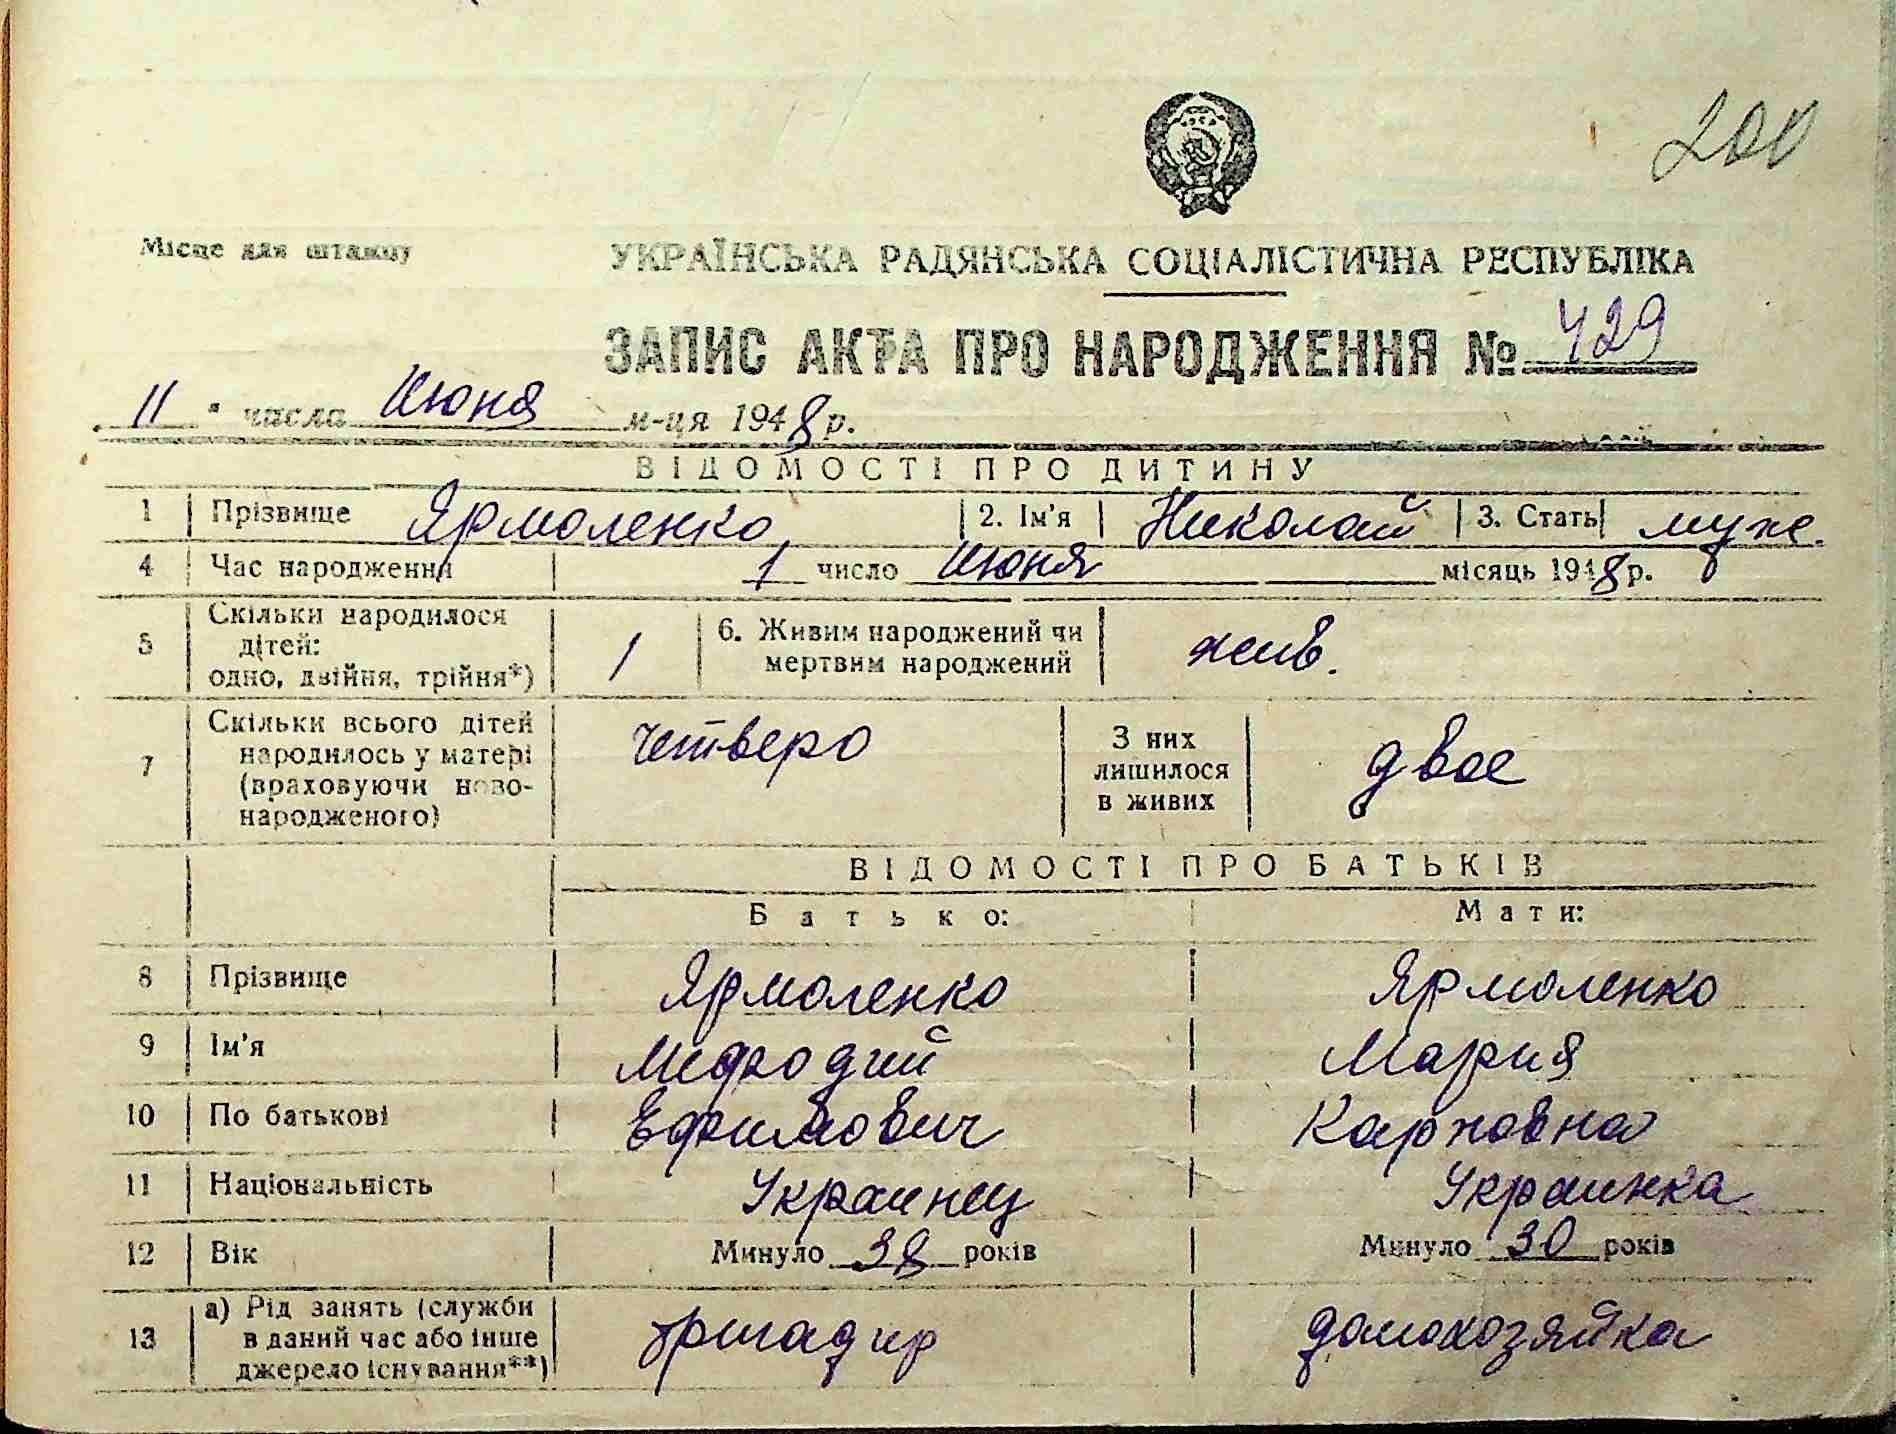 200
Місце для штампу
УКРАЇНСЬКА РАДЯНСЬКА СОЦІАЛІСТИЧНА РЕСПУБЛІКА
ЗАПИС АКТА ПРО НАРОДЖЕННЯ № 429
" 11 " числа Июня м-ця 1948 р.
ВІДОМОСТІ ПРО ДИТИНУ
1 Прізвище Ярмоленко 2. Ім'я Николай 3. Стать муж.
4 Час народження 1 число Июня місяць 1948 р.
5 Скільки народилося дітей: одно, двійня, трійня*) 1 6. Живим народжений чи мертвим народжений жив.
7 Скільки всього дітей народилось у матері (враховуючи новонародженого) четверо З них лишилося в живих двое
ВІДОМОСТІ ПРО БАТЬКІВ
Батько: Мати:
8 Прізвище Ярмоленко Ярмоленко
9 Ім'я Мефодий Мария
10 По батькові Ефимович Карповна
11 Національність Украинец Украинка
12 Вік Минуло 38 років Минуло 30 років
13 а) Рід занять (служби в даний час або інше джерело існування**) бригадир домохозяйка